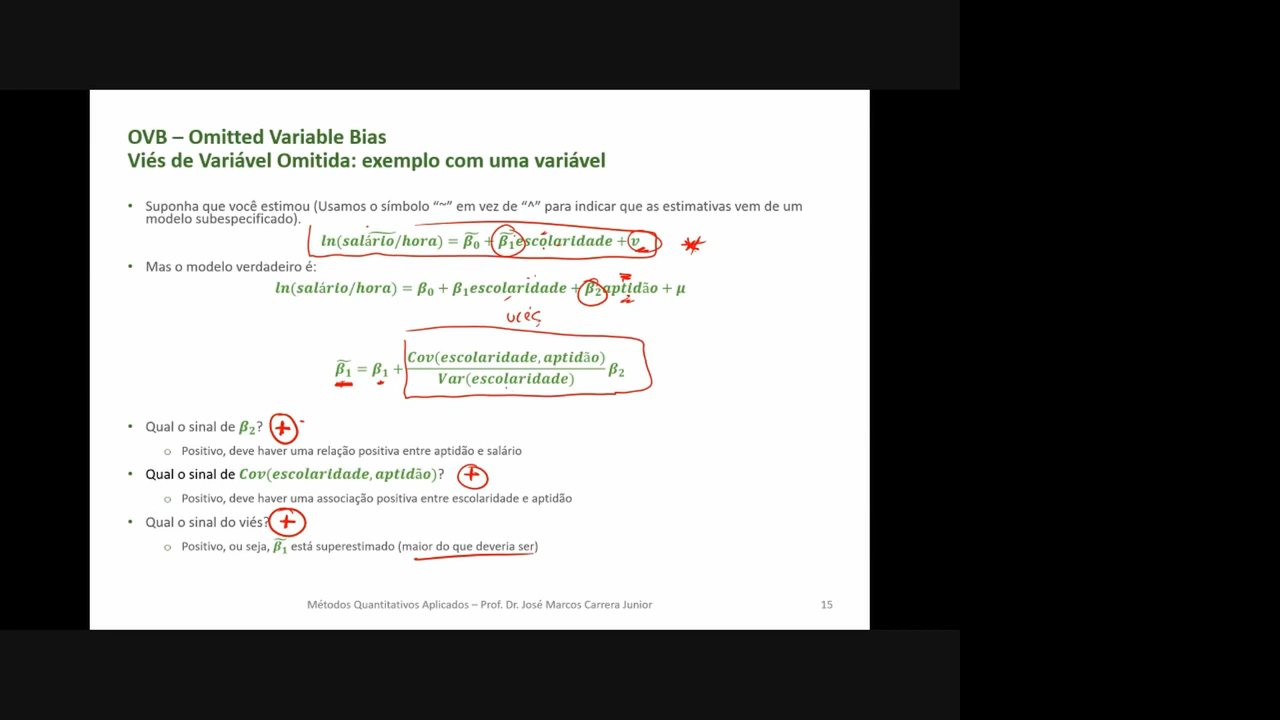 OVB – Omitted Variable Bias
Viés de Variável Omitida: exemplo com uma variável
• Suponha que você estimou (Usamos o símbolo “~” em vez de “^” para indicar que as estimativas vem de um
modelo subespecificado).
ln(salário/hora) = β̃₀ + β̃₁escolaridade + v
• Mas o modelo verdadeiro é:
ln(salário/hora) = β₀ + β₁escolaridade + β₂aptidão + μ
viés
β̃₁ = β₁ + Cov(escolaridade, aptidão) / Var(escolaridade) β₂
• Qual o sinal de β₂? +
o Positivo, deve haver uma relação positiva entre aptidão e salário
• Qual o sinal de Cov(escolaridade, aptidão)? +
o Positivo, deve haver uma associação positiva entre escolaridade e aptidão
• Qual o sinal do viés? +
o Positivo, ou seja, β̃₁ está superestimado (maior do que deveria ser)
Métodos Quantitativos Aplicados – Prof. Dr. José Marcos Carrera Junior 15